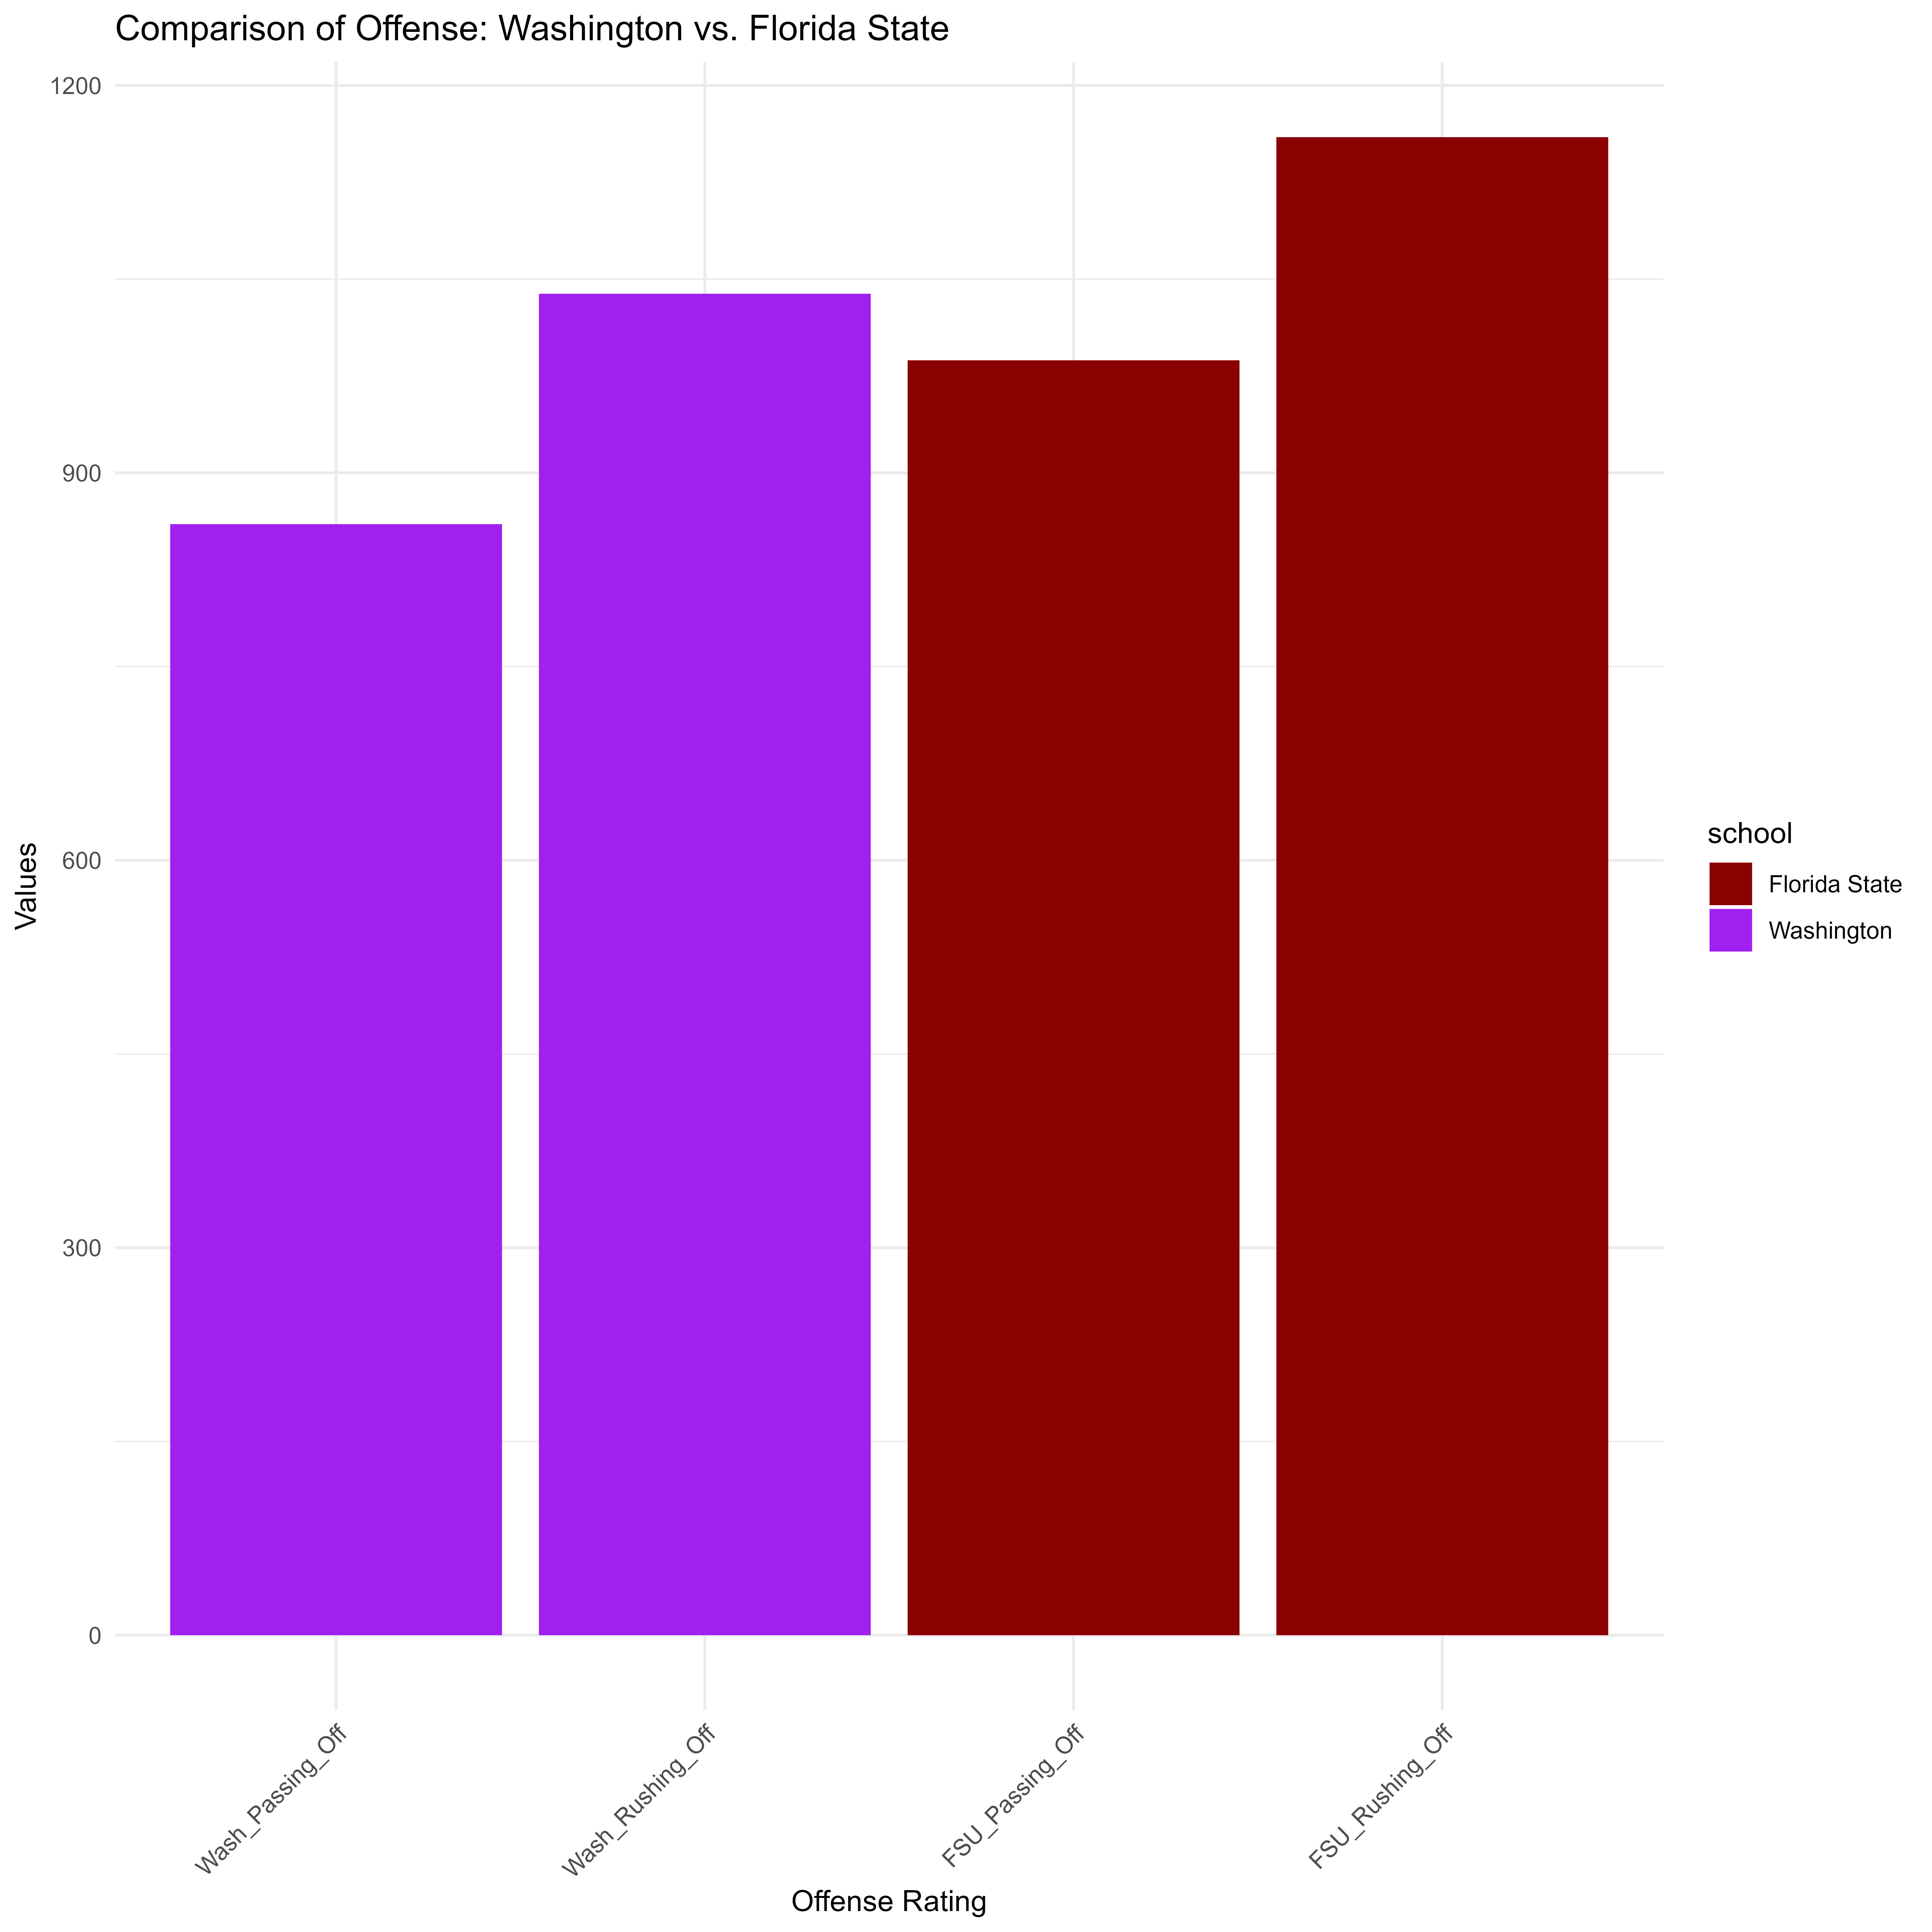 Comparison of Offense: Washington vs. Florida State
1200
900
600
300
0
Values
Wash_Passing_Off
Wash_Rushing_Off
FSU_Passing_Off
FSU_Rushing_Off
Offense Rating
school
Florida State
Washington